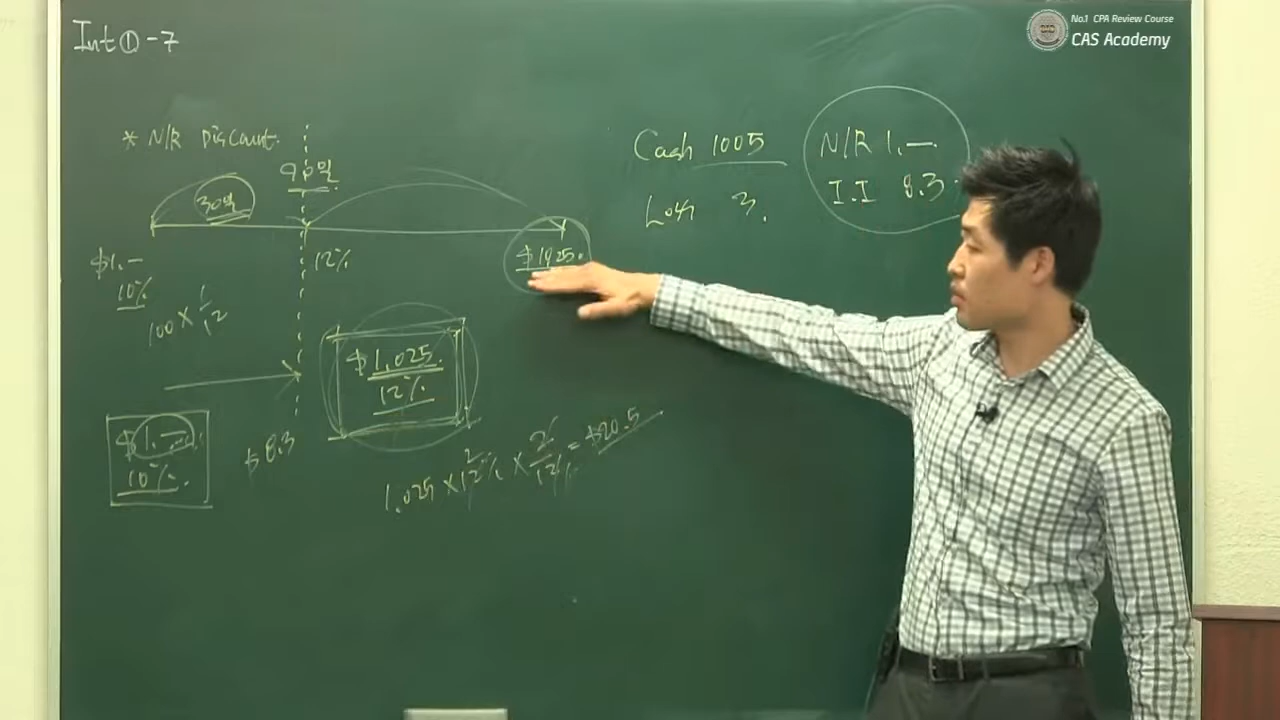 Int ① - 7
No.1 CPA Review Course
CAS Academy
* N/R Discount.
90일
30일
$1.—
10%
100 × 1/12
12%
$1025.
Cash 1005
Loss 3.
N/R 1.—
I.I 8.3
$1,025.
12%
$1.—
10%.
$8.3
1.025 × 12% × 2/12 = $20.5